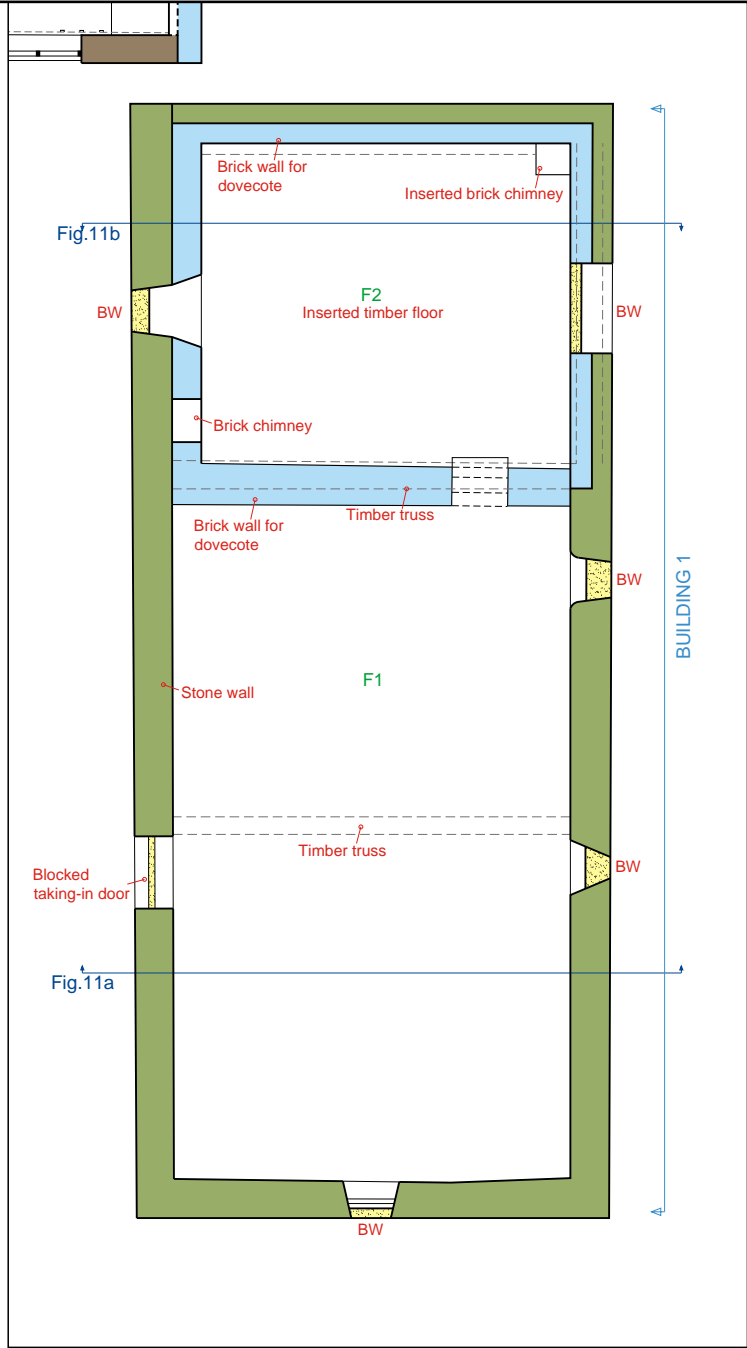 Brick wall for
dovecote
Inserted brick chimney
Fig.11b
F2
Inserted timber floor
BW
BW
Brick chimney
Timber truss
Brick wall for
dovecote
BW
BUILDING 1
F1
Stone wall
Timber truss
BW
Blocked
taking-in door
Fig.11a
BW